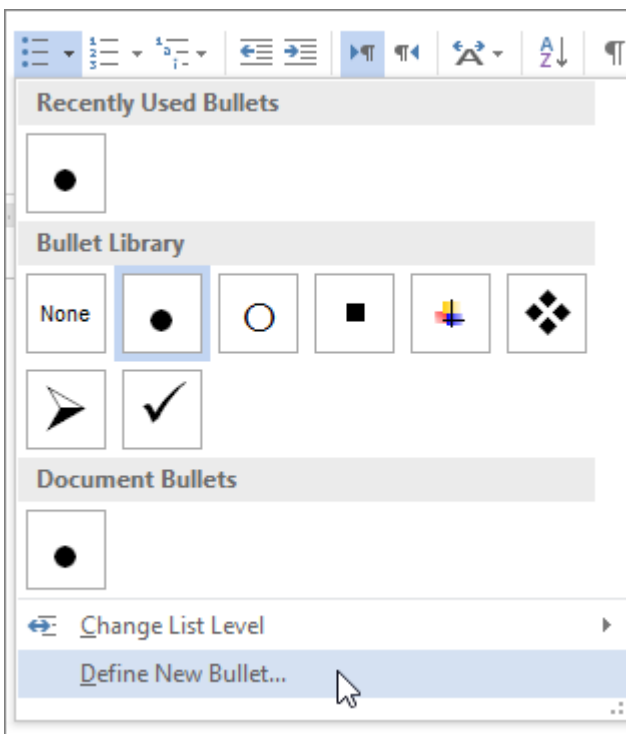 Recently Used Bullets
Bullet Library
None
Document Bullets
Change List Level
Define New Bullet...